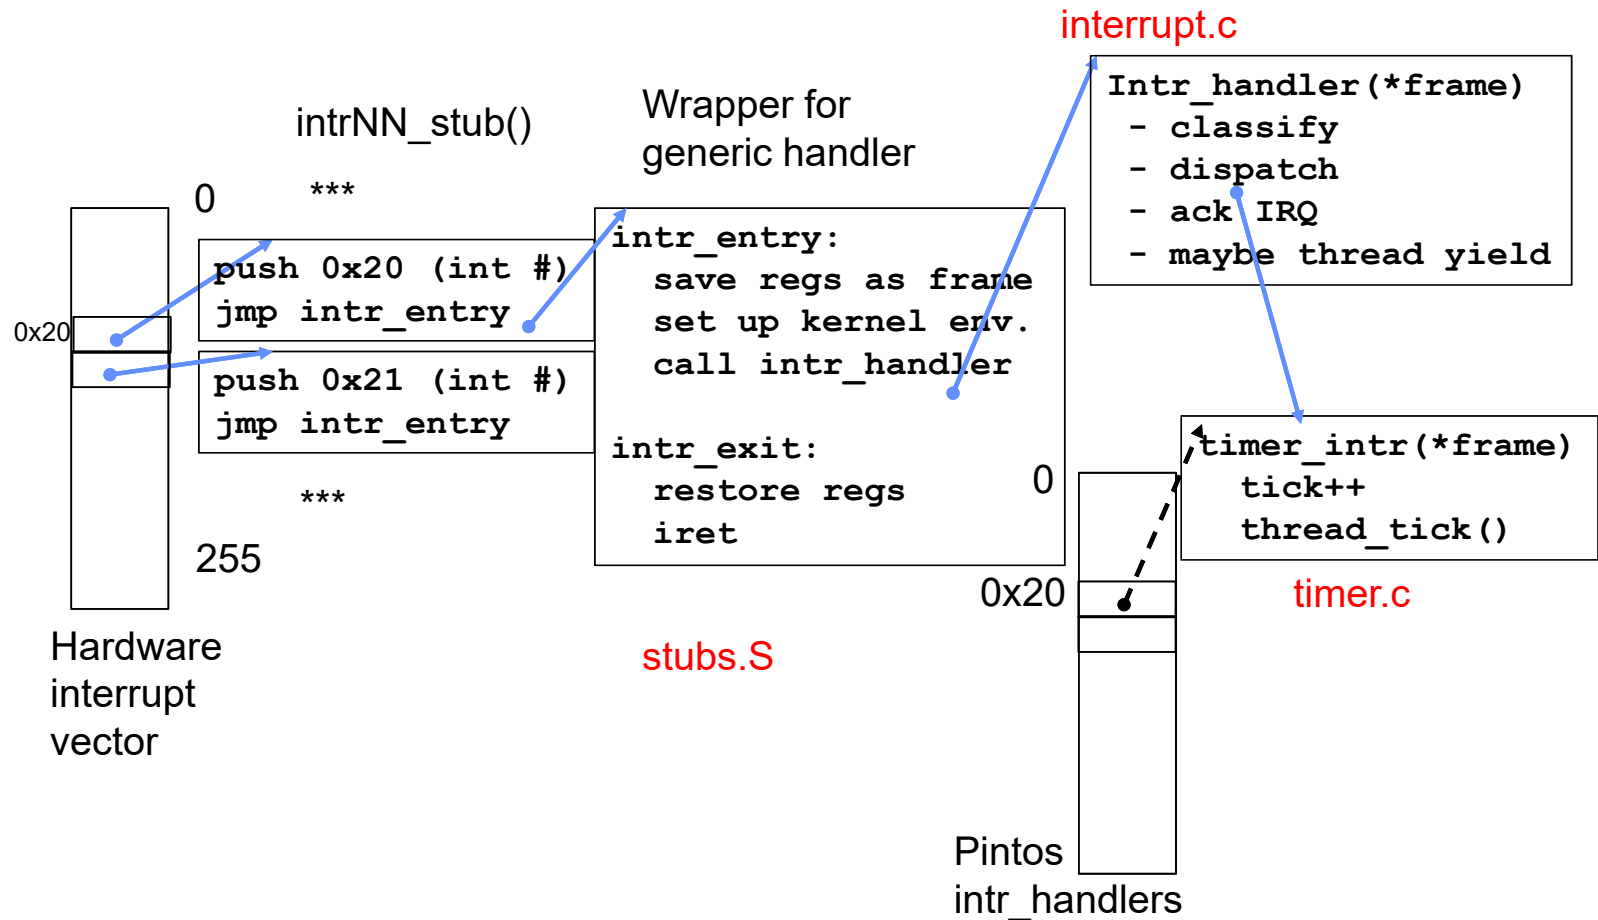 interrupt.c
Intr_handler(*frame)
- classify
- dispatch
- ack IRQ
- maybe thread yield
Wrapper for
generic handler
intrNN_stub()
***
0
push 0x20 (int #)
jmp intr_entry
0x20
push 0x21 (int #)
jmp intr_entry
***
255
Hardware
interrupt
vector
intr_entry:
save regs as frame
set up kernel env.
call intr_handler
intr_exit:
restore regs
iret
stubs.S
timer_intr(*frame)
tick++
thread_tick()
timer.c
0
0x20
Pintos
intr_handlers